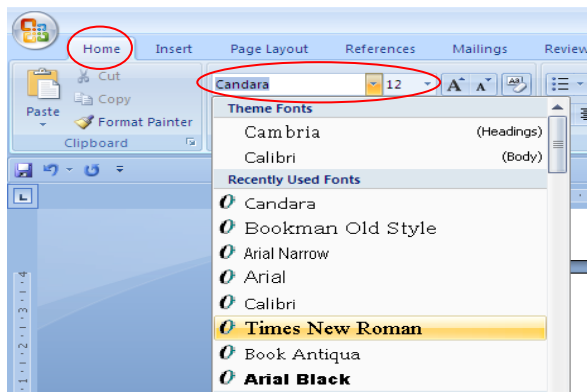 Home Insert Page Layout References Mailings Review
Cut
Copy
Paste
Format Painter
Clipboard
Candara 12
Theme Fonts
Cambria (Headings)
Calibri (Body)
Recently Used Fonts
Candara
Bookman Old Style
Arial Narrow
Arial
Calibri
Times New Roman
Book Antiqua
Arial Black